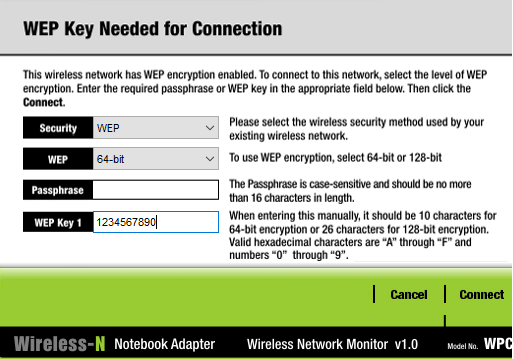 WEP Key Needed for Connection
This wireless network has WEP encryption enabled. To connect to this network, select the level of WEP
encryption. Enter the required passphrase or WEP key in the appropriate field below. Then click the
Connect.
Security WEP Please select the wireless security method used by your
existing wireless network.
WEP 64-bit To use WEP encryption, select 64-bit or 128-bit
Passphrase The Passphrase is case-sensitive and should be no more
than 16 characters in length.
WEP Key 1 1234567890 When entering this manually, it should be 10 characters for
64-bit encryption or 26 characters for 128-bit encryption.
Valid hexadecimal characters are “A” through “F” and
numbers “0” through “9”.
Cancel Connect
Wireless-N Notebook Adapter Wireless Network Monitor v1.0 Model No. WPC